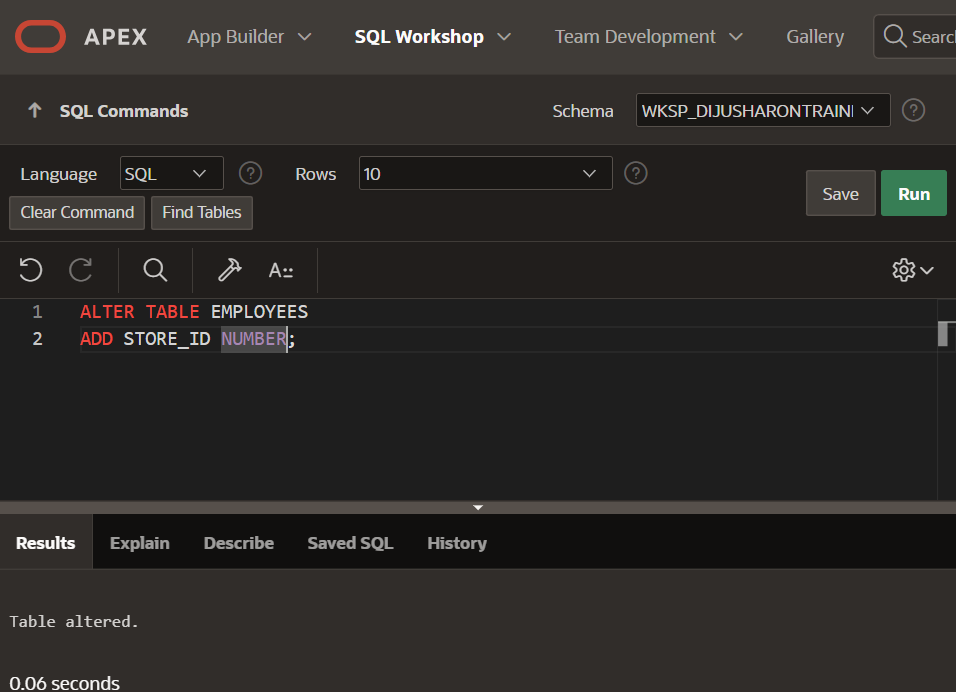 APEX App Builder SQL Workshop Team Development Gallery Searc
SQL Commands Schema WKSP_DIJUSHARONTRAINI ?
Language SQL ? Rows 10 ?
Clear Command Find Tables Save Run
A::
1 ALTER TABLE EMPLOYEES
2 ADD STORE_ID NUMBER;
Results Explain Describe Saved SQL History
Table altered.
0.06 seconds